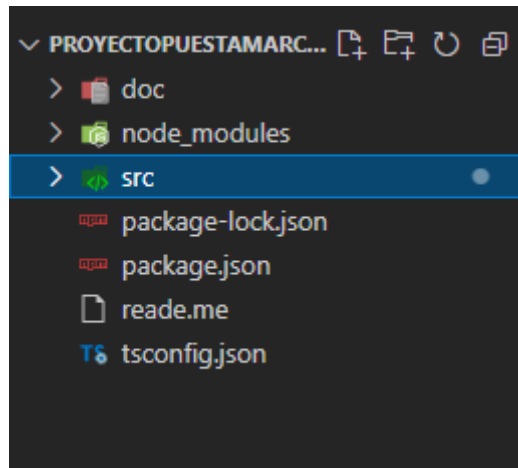 PROYECTOPUESTAMARC...
doc
node_modules
src
package-lock.json
package.json
reade.me
tsconfig.json